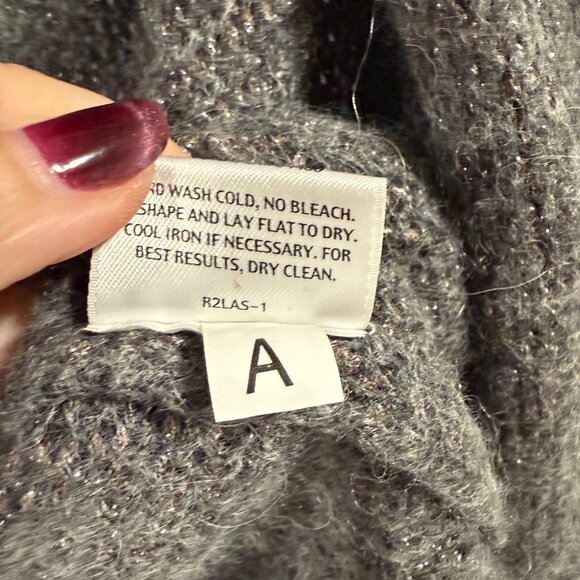 ND WASH COLD, NO BLEACH.
SHAPE AND LAY FLAT TO DRY.
COOL IRON IF NECESSARY. FOR
BEST RESULTS, DRY CLEAN.
R2LAS-1
A